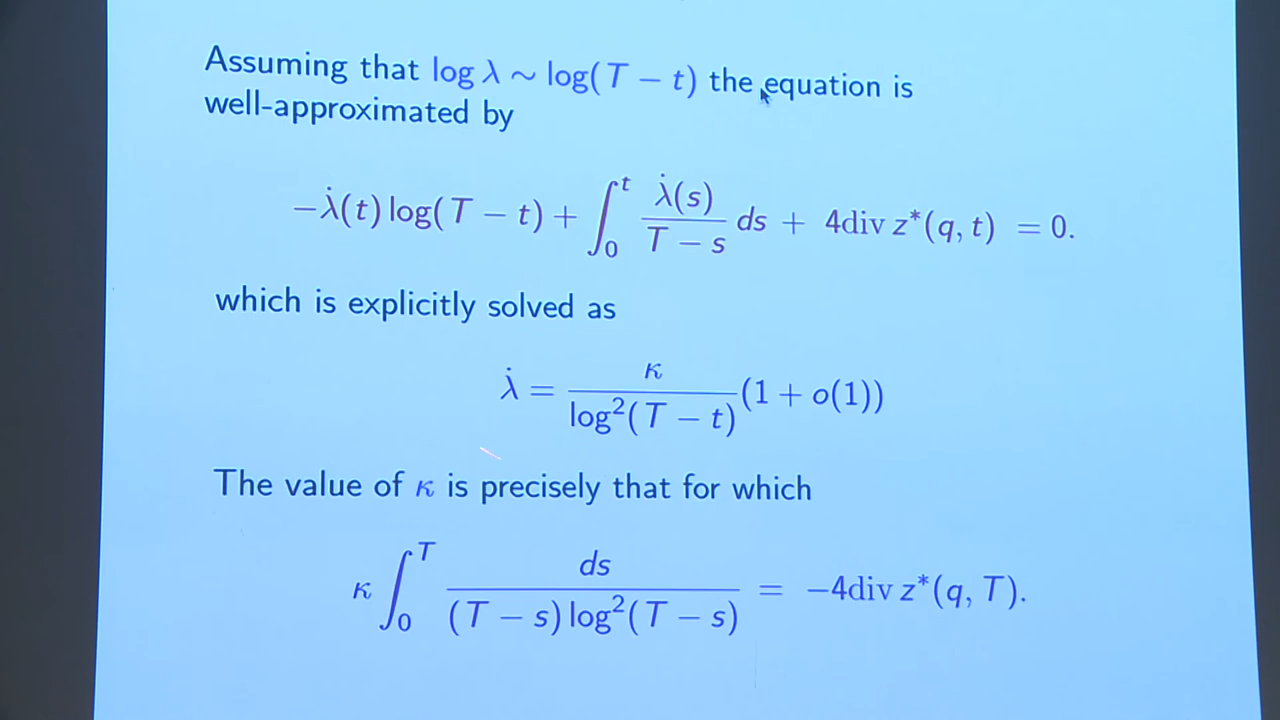 Assuming that log λ ∼ log(T − t) the equation is
well-approximated by
−λ̇(t) log(T − t) + ∫₀ᵗ λ̇(s)/(T − s) ds + 4div z*(q, t) = 0.
which is explicitly solved as
λ̇ = κ/log²(T − t) (1 + o(1))
The value of κ is precisely that for which
κ ∫₀ᵀ ds/((T − s) log²(T − s)) = −4div z*(q, T).